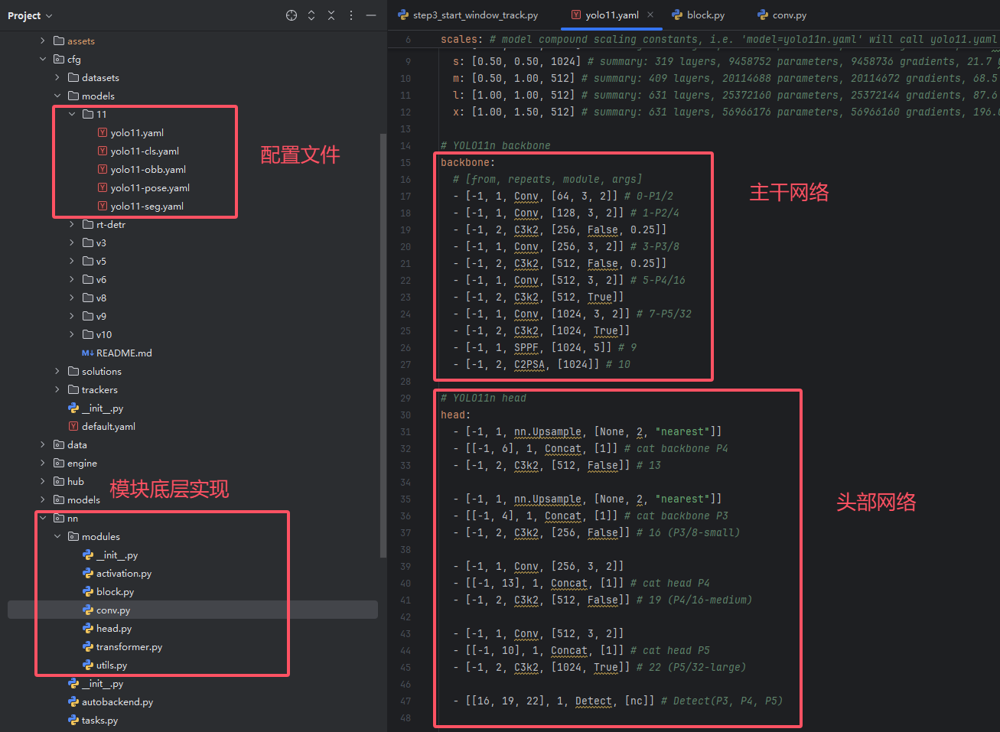 Project
assets
cfg
datasets
models
11
yolo11.yaml
yolo11-cls.yaml
yolo11-obb.yaml
yolo11-pose.yaml
yolo11-seg.yaml
配置文件
rt-detr
v3
v5
v6
v8
v9
v10
M↓ README.md
solutions
trackers
__init__.py
default.yaml
data
engine
hub
models
模块底层实现
nn
modules
__init__.py
activation.py
block.py
conv.py
head.py
transformer.py
utils.py
__init__.py
autobackend.py
tasks.py
step3_start_window_track.py
yolo11.yaml
block.py
conv.py
6 scales: # model compound scaling constants, i.e. 'model=yolo11n.yaml' will call yolo11.yaml
9 s: [0.50, 0.50, 1024] # summary: 319 layers, 9458752 parameters, 9458736 gradients, 21.7
10 m: [0.50, 1.00, 512] # summary: 409 layers, 20114688 parameters, 20114672 gradients, 68.5
11 l: [1.00, 1.00, 512] # summary: 631 layers, 25372160 parameters, 25372144 gradients, 87.6
12 x: [1.00, 1.50, 512] # summary: 631 layers, 56966176 parameters, 56966160 gradients, 196.
13
14 # YOLO11n backbone
15 backbone:
16 # [from, repeats, module, args]
17 - [-1, 1, Conv, [64, 3, 2]] # 0-P1/2
18 - [-1, 1, Conv, [128, 3, 2]] # 1-P2/4
19 - [-1, 2, C3k2, [256, False, 0.25]]
20 - [-1, 1, Conv, [256, 3, 2]] # 3-P3/8
21 - [-1, 2, C3k2, [512, False, 0.25]]
22 - [-1, 1, Conv, [512, 3, 2]] # 5-P4/16
23 - [-1, 2, C3k2, [512, True]]
24 - [-1, 1, Conv, [1024, 3, 2]] # 7-P5/32
25 - [-1, 2, C3k2, [1024, True]]
26 - [-1, 1, SPPF, [1024, 5]] # 9
27 - [-1, 2, C2PSA, [1024]] # 10
主干网络
28
29 # YOLO11n head
30 head:
31 - [-1, 1, nn.Upsample, [None, 2, "nearest"]]
32 - [[-1, 6], 1, Concat, [1]] # cat backbone P4
33 - [-1, 2, C3k2, [512, False]] # 13
34
35 - [-1, 1, nn.Upsample, [None, 2, "nearest"]]
36 - [[-1, 4], 1, Concat, [1]] # cat backbone P3
37 - [-1, 2, C3k2, [256, False]] # 16 (P3/8-small)
38
39 - [-1, 1, Conv, [256, 3, 2]]
40 - [[-1, 13], 1, Concat, [1]] # cat head P4
41 - [-1, 2, C3k2, [512, False]] # 19 (P4/16-medium)
42
43 - [-1, 1, Conv, [512, 3, 2]]
44 - [[-1, 10], 1, Concat, [1]] # cat head P5
45 - [-1, 2, C3k2, [1024, True]] # 22 (P5/32-large)
46
47 - [[16, 19, 22], 1, Detect, [nc]] # Detect(P3, P4, P5)
48
头部网络